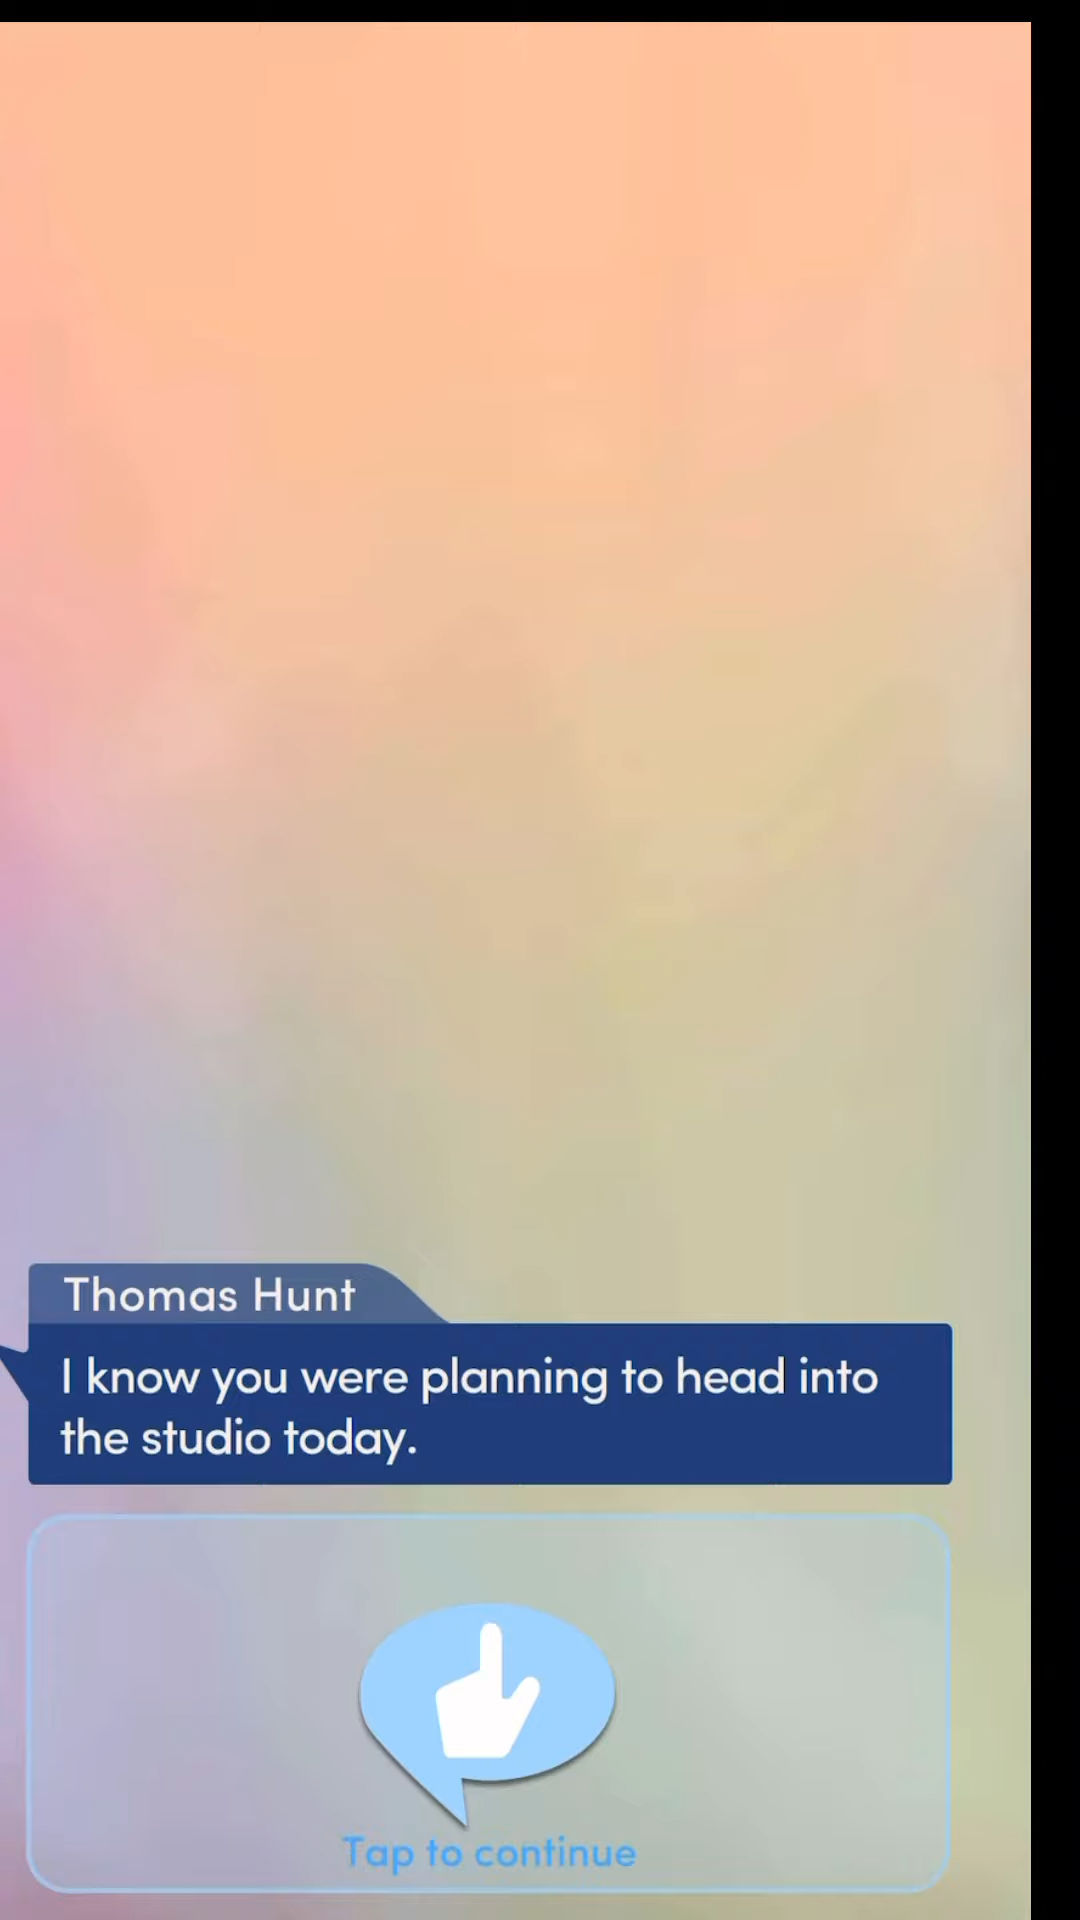 Thomas Hunt
I know you were planning to head into
the studio today.
Tap to continue